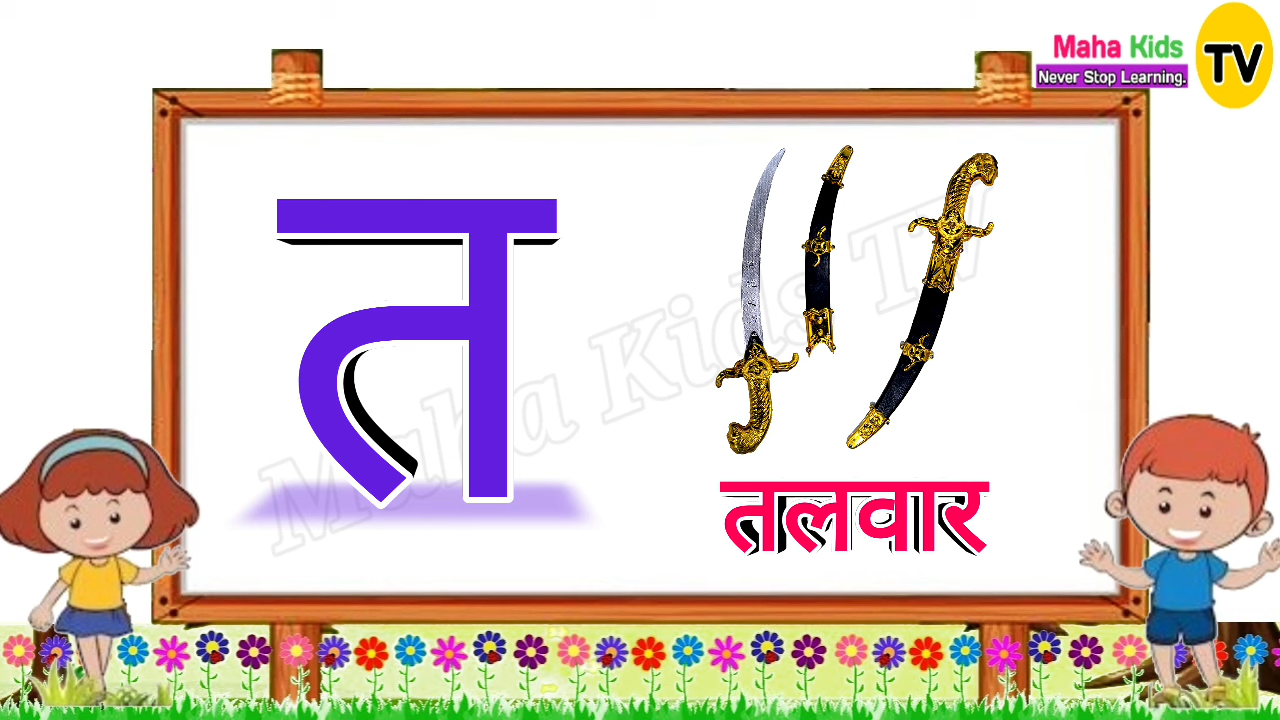 Maha Kids
TV
Never Stop Learning.
त
Maha Kids TV
तलवार